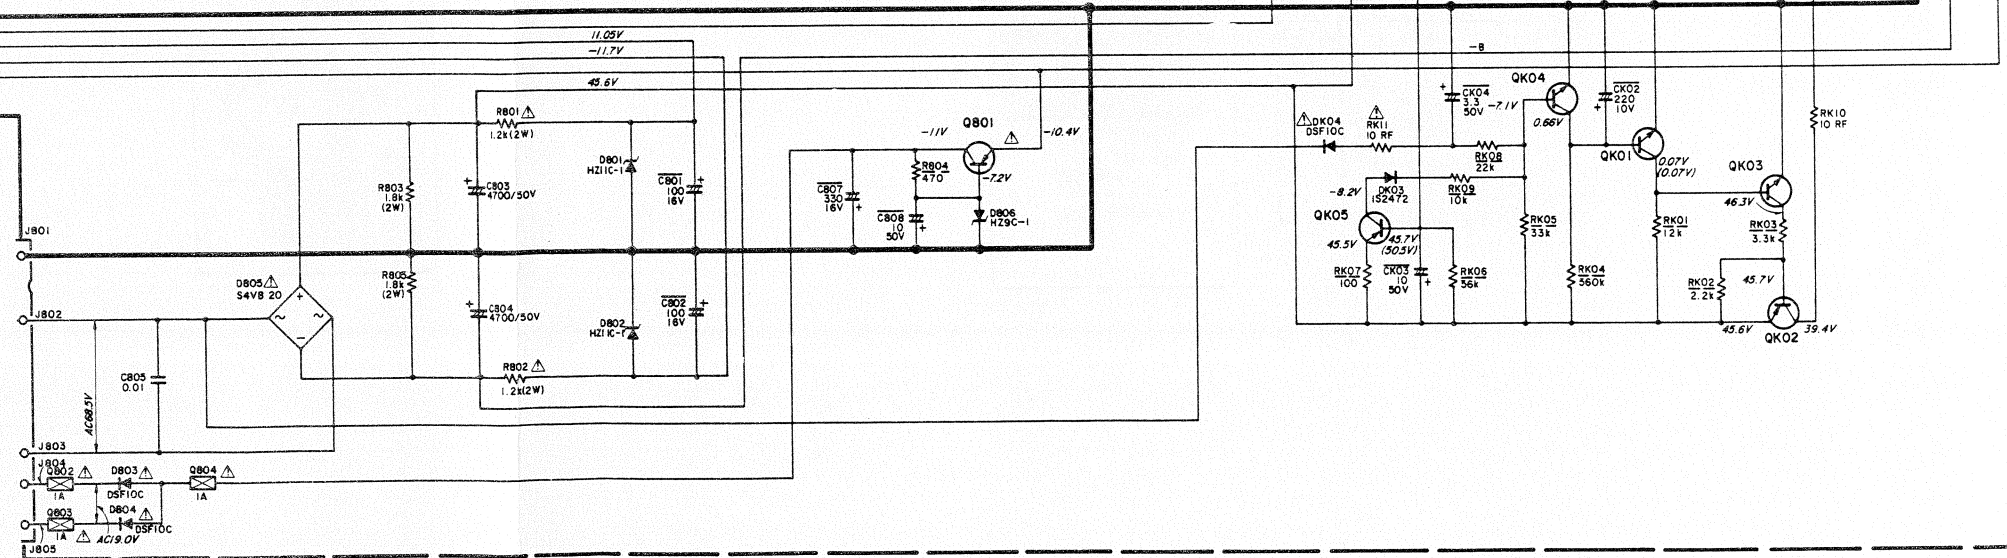 11.05V
-11.7V
-B
45.6V
R801
1.2k(2W)
D801
HZ11C-1
C801
100
16V
R803
1.8k
(2W)
C803
4700/50V
-11V
Q801
-10.4V
R804
470
-7.2V
C807
330
16V
C808
10
50V
D806
HZ9C-1
DK04
DSF10C
RK11
10 RF
CK04
3.3
50V
-7.1V
QK04
0.66V
CK02
220
10V
RK10
10 RF
RK08
22k
QK01
0.07V
(0.07V)
QK03
-8.2V
DK03
1S2472
RK09
10k
46.3V
QK05
45.5V
45.7V
(50.5V)
RK05
33k
RK01
12k
RK03
3.3k
RK07
100
CK03
10
50V
RK06
56k
RK04
560k
RK02
2.2k
45.7V
45.6V
39.4V
QK02
J801
R805
1.8k
(2W)
D805
S4VB 20
J802
C804
4700/50V
D802
HZ11C-1
C802
100
16V
R802
1.2k(2W)
C805
0.01
AC68.5V
J803
J804
Q802
1A
D803
DSF10C
Q804
1A
Q803
1A
D804
DSF10C
AC19.0V
J805